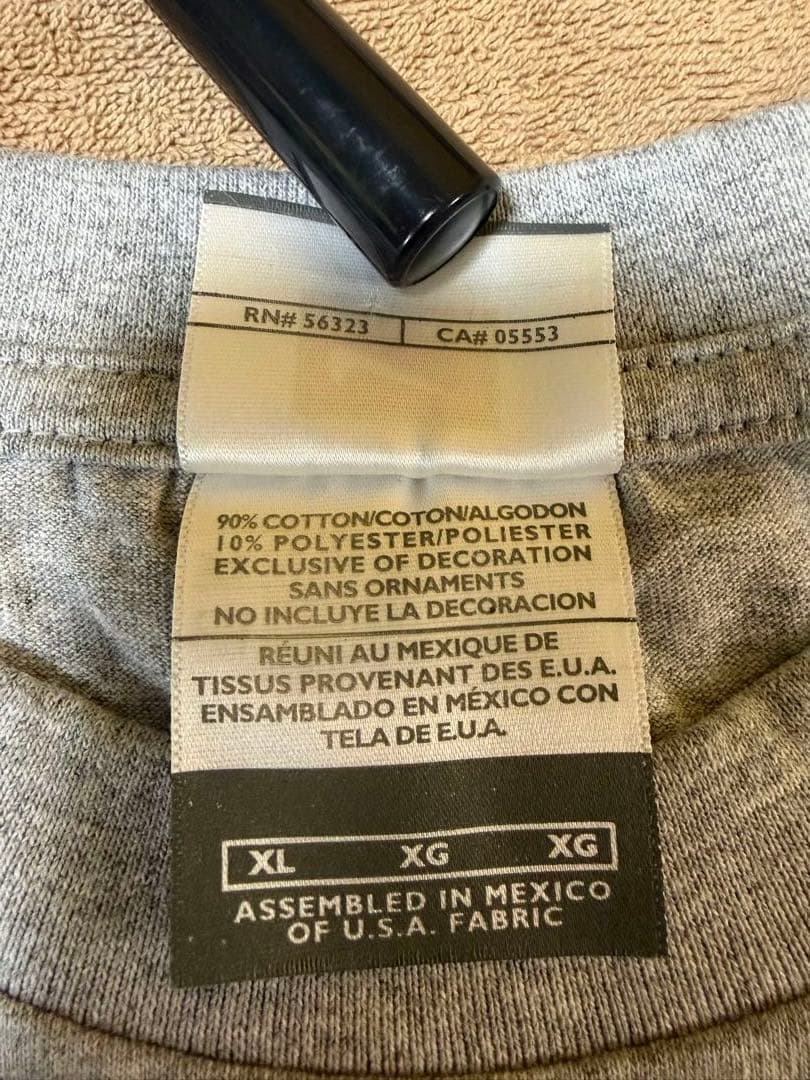 RN# 56323 | CA# 05553
90% COTTON/COTON/ALGODON
10% POLYESTER/POLIESTER
EXCLUSIVE OF DECORATION
SANS ORNAMENTS
NO INCLUYE LA DECORACION
RÉUNI AU MEXIQUE DE
TISSUS PROVENANT DES E.U.A.
ENSAMBLADO EN MÉXICO CON
TELA DE E.U.A.
XL XG XG
ASSEMBLED IN MEXICO
OF U.S.A. FABRIC